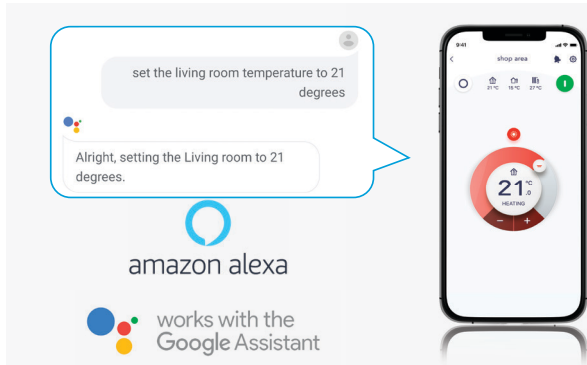 set the living room temperature to 21
degrees
Alright, setting the Living room to 21
degrees.
amazon alexa
works with the
Google Assistant
9:41
shop area
21 °C
15 °C
27 °C
21 °C
.0
HEATING
− +